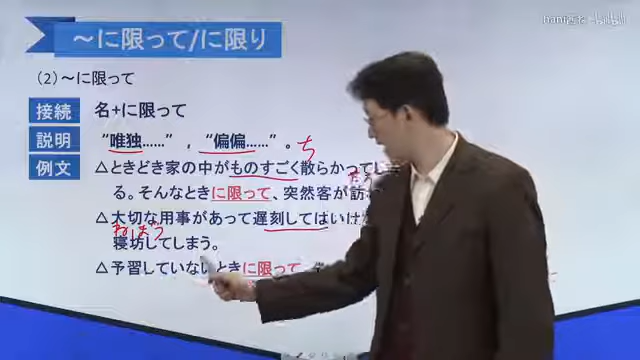 ～に限って/に限り
（2）～に限って
接続 名+に限って
説明 “唯独……”，“偏偏……”。
ち
例文 △ときどき家の中がものすごく散らかってし
る。そんなときに限って、突然客が訪
△大切な用事があって遅刻してはいけ
ねぼう
寝坊してしまう。
△予習していないときに限って、